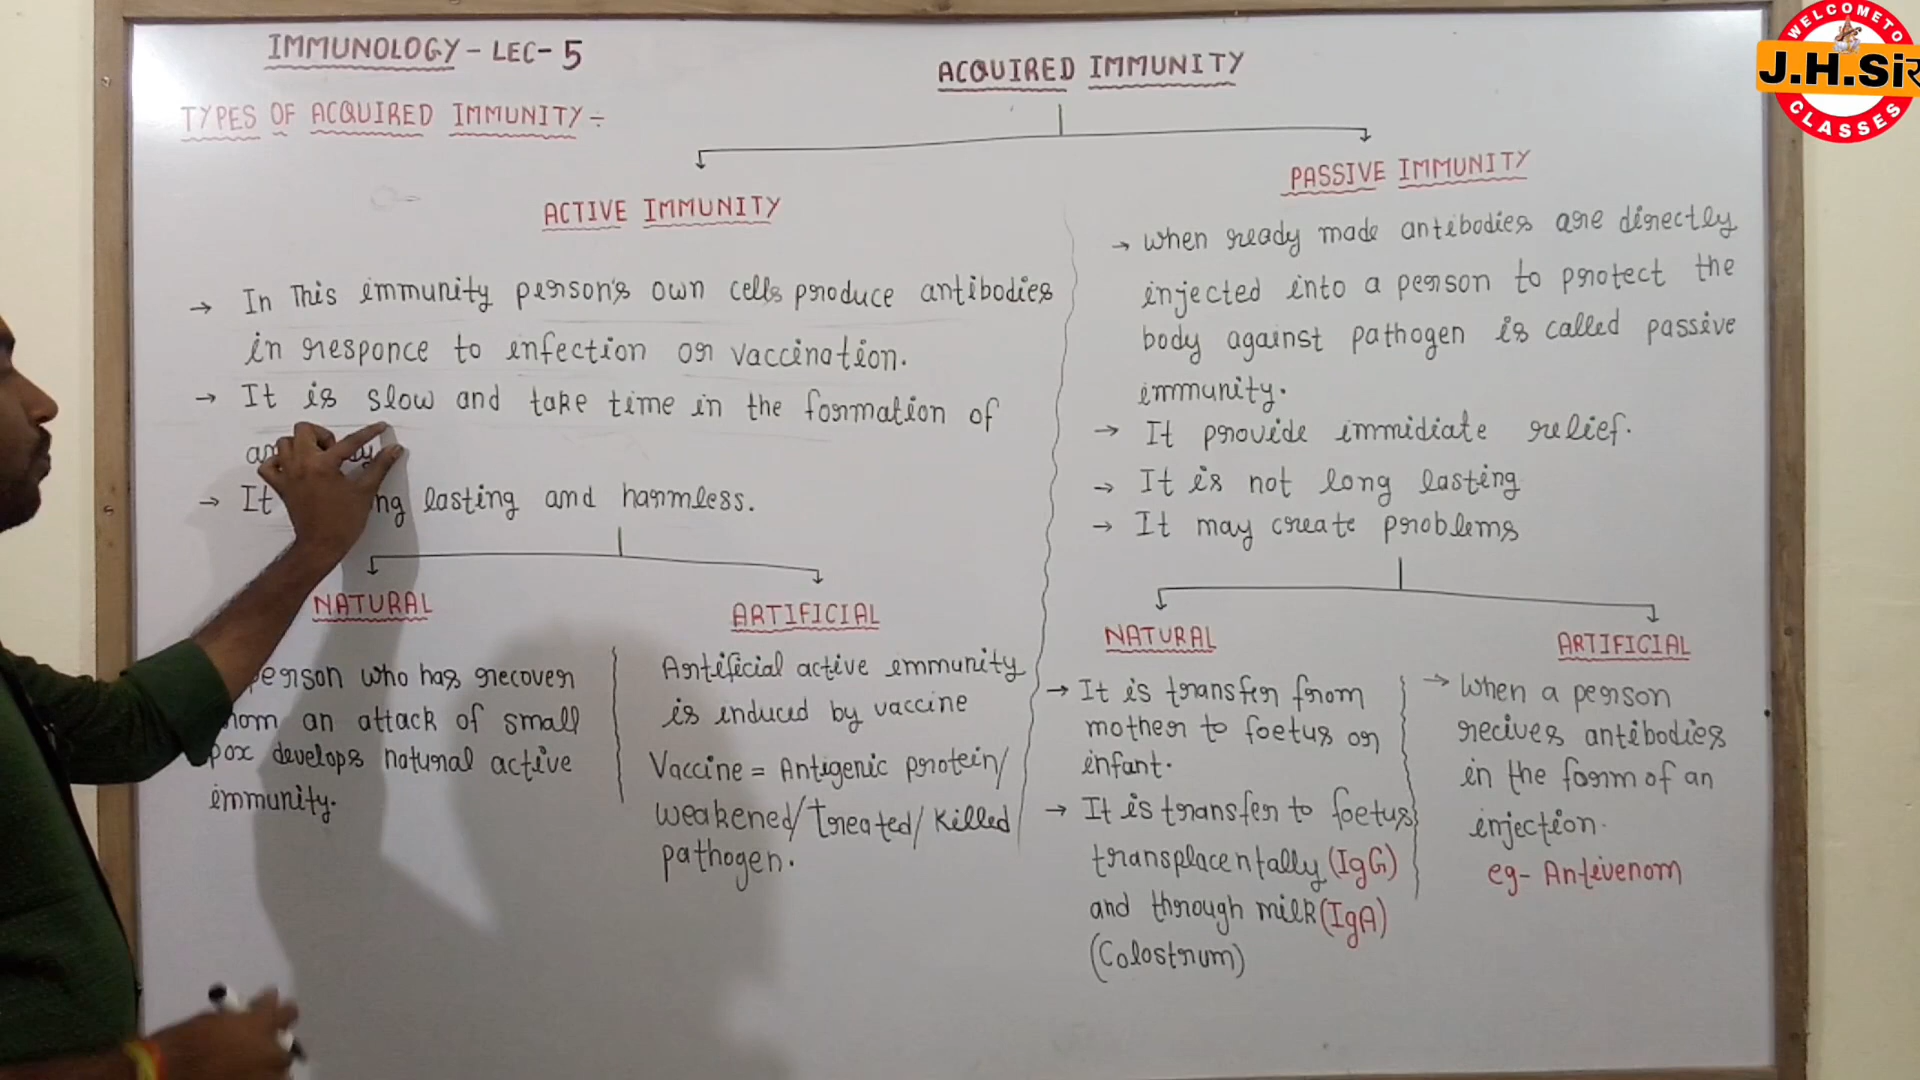 IMMUNOLOGY - LEC-5
TYPES OF ACQUIRED IMMUNITY :-
ACQUIRED IMMUNITY
ACTIVE IMMUNITY
→ In This immunity person's own cells produce antibodies
in responce to infection or vaccination.
→ It is slow and take time in the formation of
→ It lasting and harmless.
NATURAL
person who has recover
an attack of small
pox develops natural active
immunity.
ARTIFICIAL
Artificial active immunity
is induced by vaccine
Vaccine = Antigenic protein/
weakened/Treated/Killed
pathogen.
PASSIVE IMMUNITY
→ when ready made antibodies are directly
injected into a person to protect the
body against pathogen is called passive
immunity.
→ It provide immidiate relief.
→ It is not long lasting
→ It may create problems
NATURAL
→ It is transfer from
mother to foetus or
infant.
→ It is transfer to foetus
transplacentally (IgG)
and through milk (IgA)
(Colostrum)
ARTIFICIAL
→ When a person
recives antibodies
in the form of an
injection.
eg- Antivenom
WELCOME TO
J.H.Siर
CLASSES